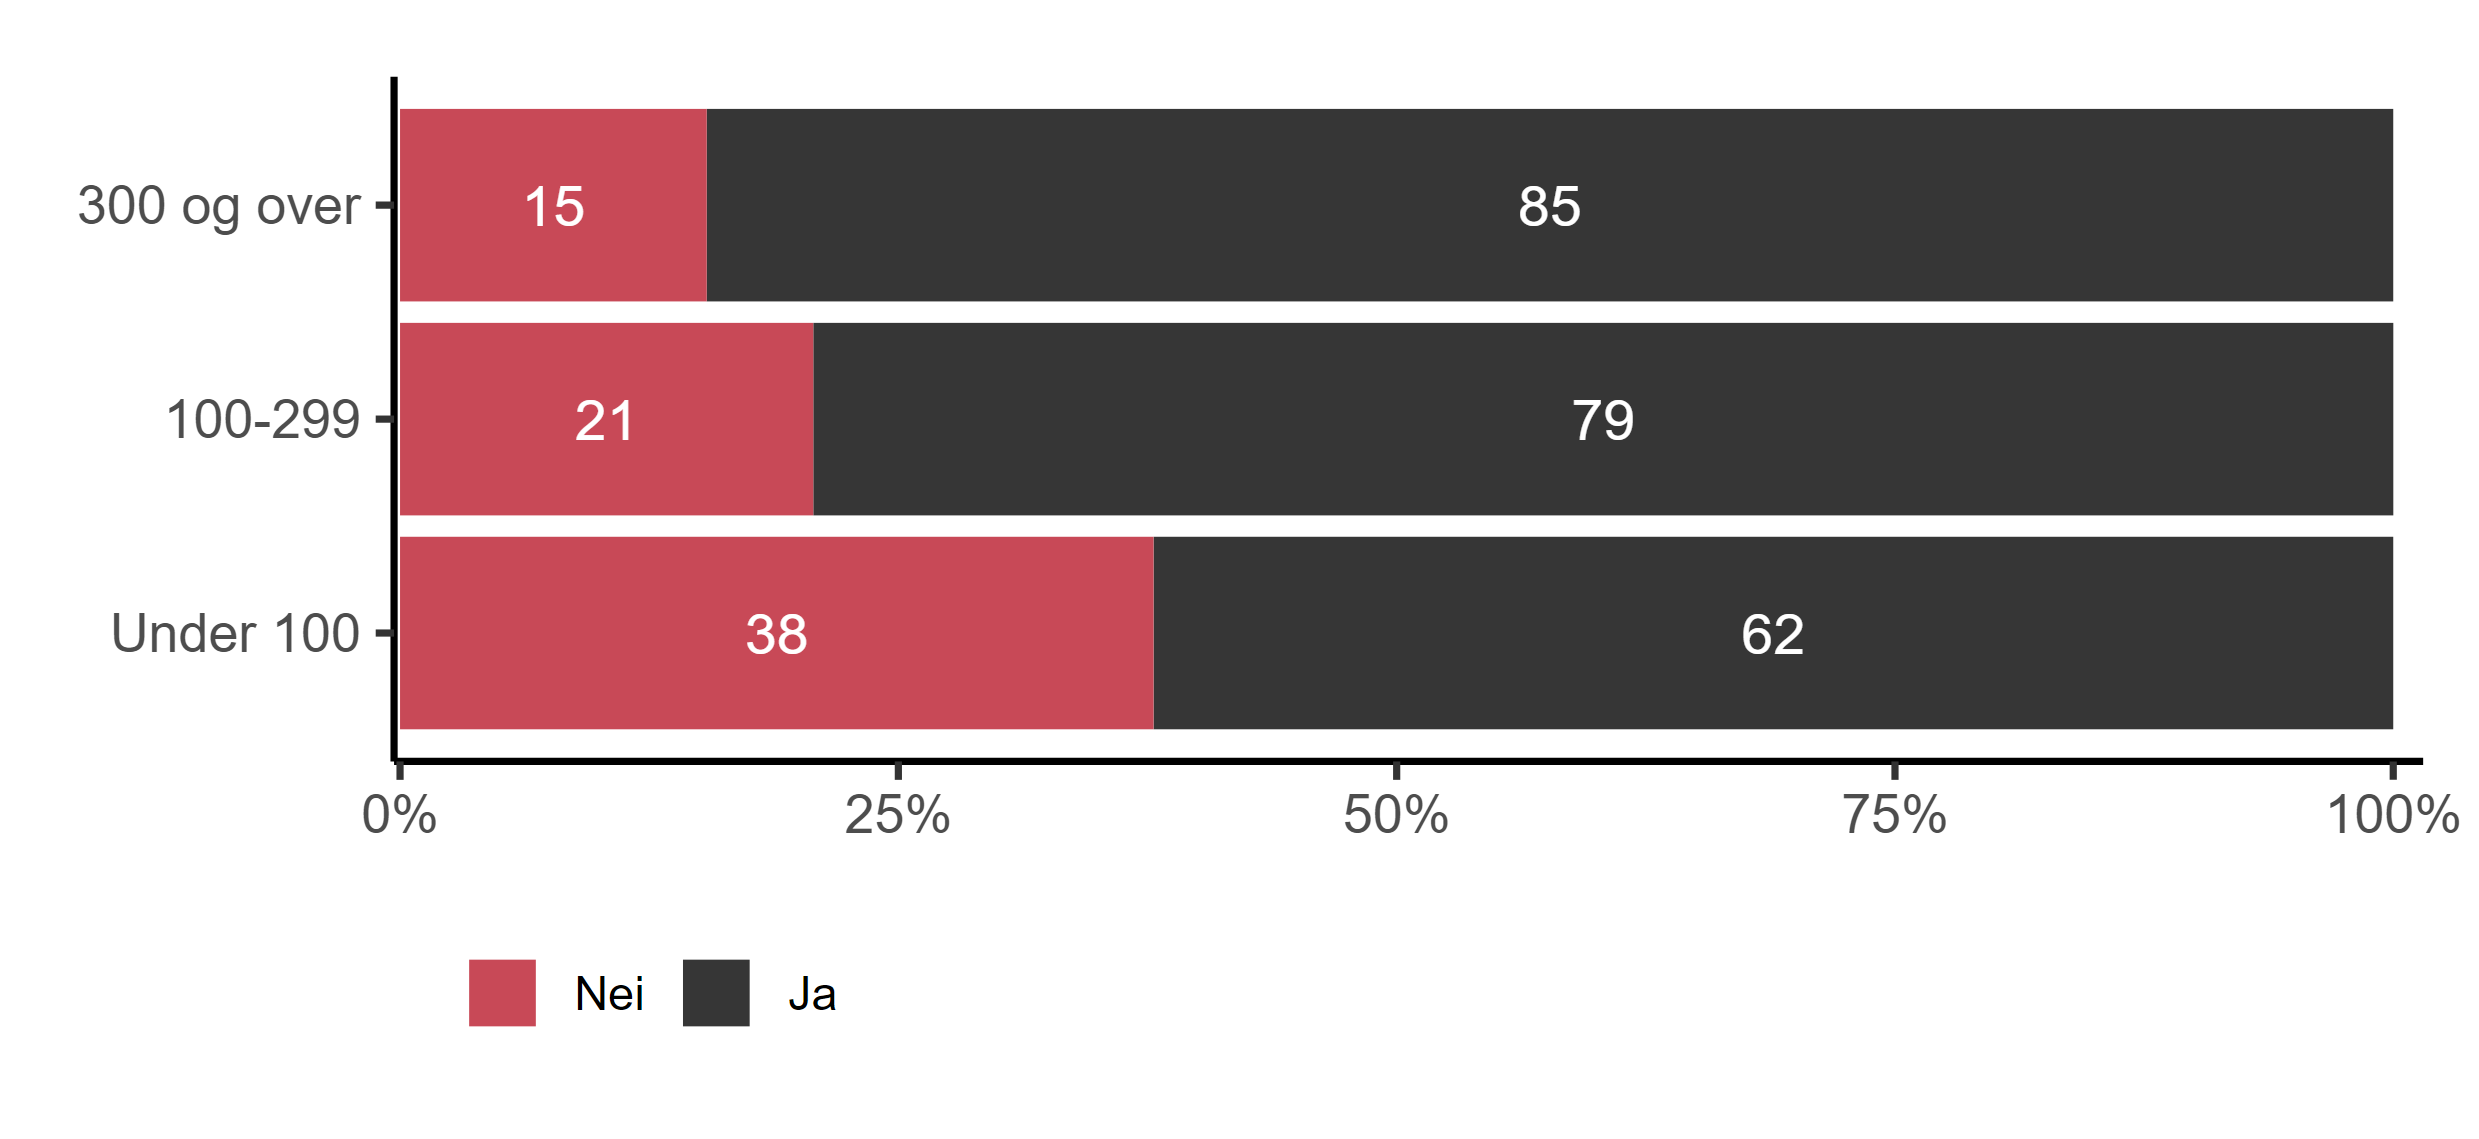 300 og over 15 85
100-299 21 79
Under 100 38 62
0% 25% 50% 75% 100%
Nei Ja